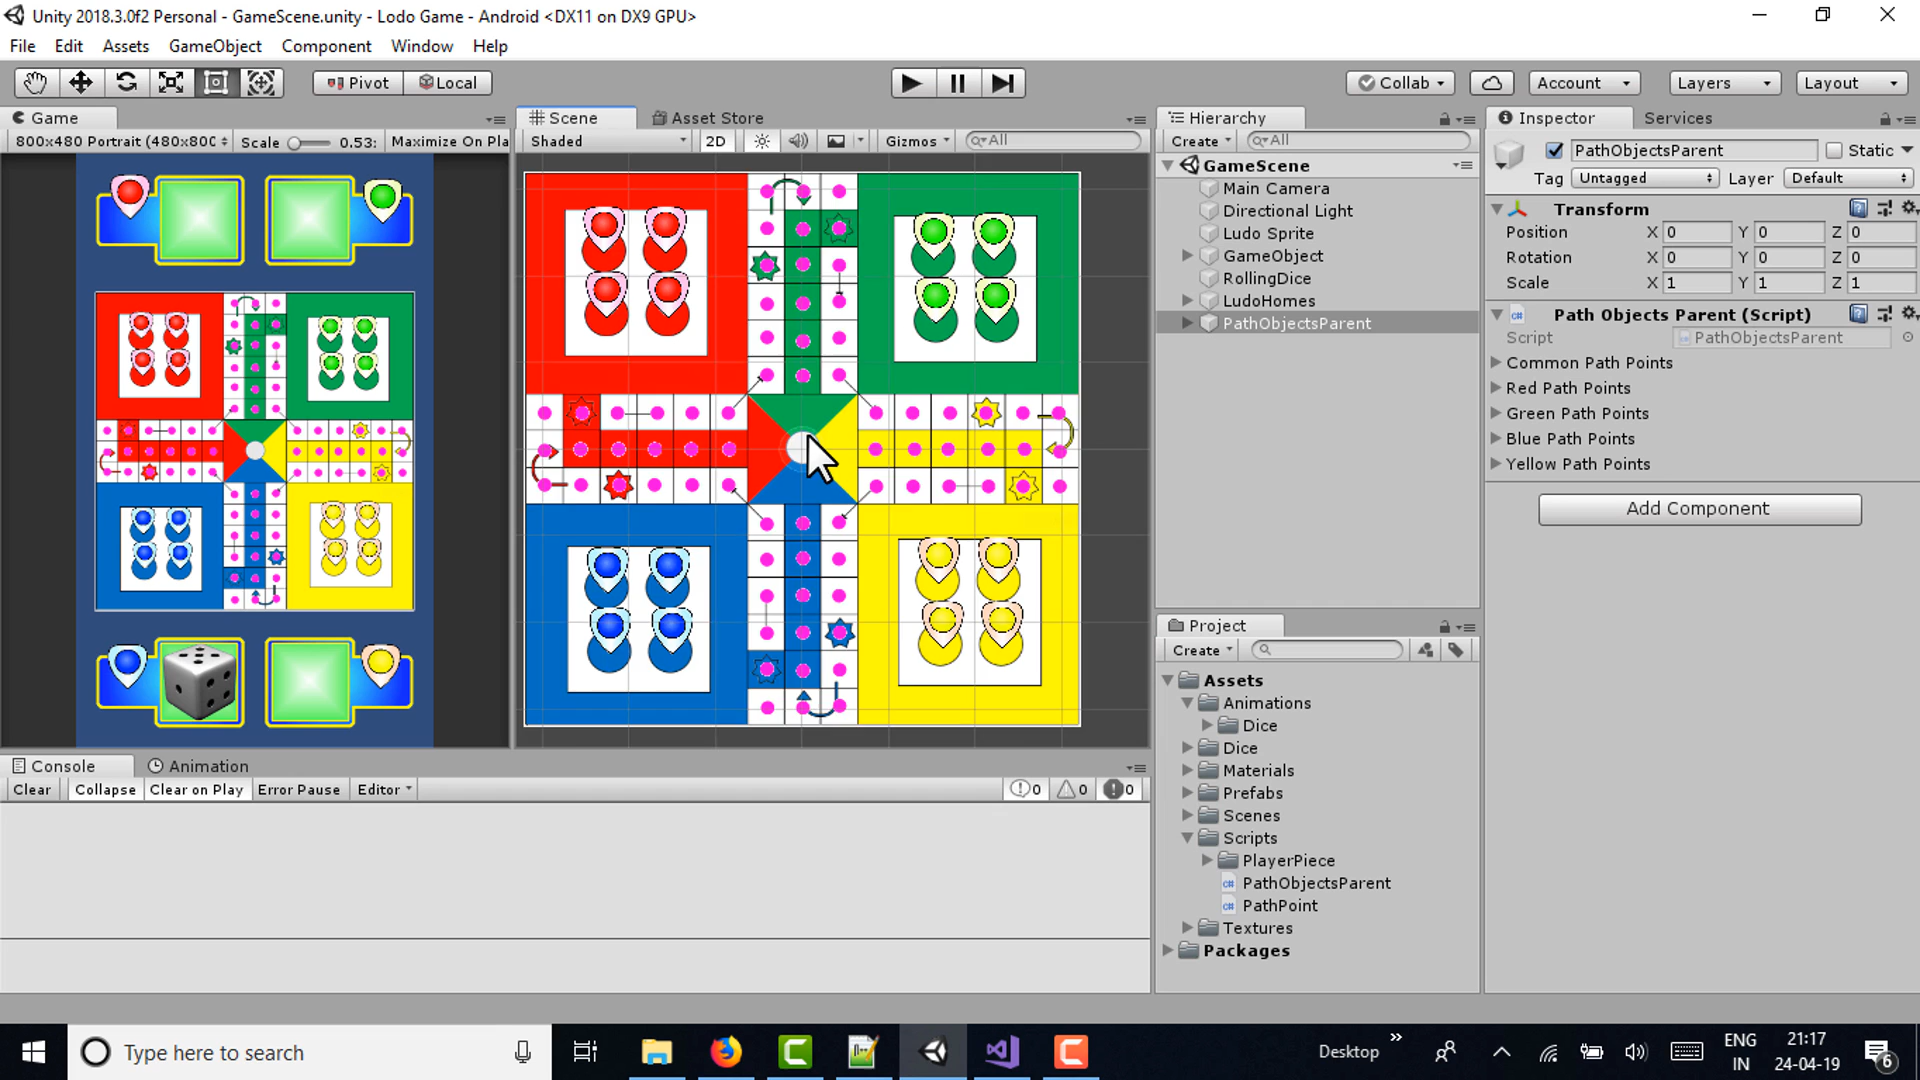 Unity 2018.3.0f2 Personal - GameScene.unity - Lodo Game - Android <DX11 on DX9 GPU>
File Edit Assets GameObject Component Window Help
Pivot Local Collab Account Layers Layout
Game Scene Asset Store Hierarchy Inspector Services
800x480 Portrait (480x800 Scale 0.53: Maximize On Pla Shaded 2D Gizmos All Create All
PathObjectsParent Static
Tag Untagged Layer Default
GameScene
Main Camera
Directional Light
Ludo Sprite
GameObject
RollingDice
LudoHomes
PathObjectsParent
Transform
Position X 0 Y 0 Z 0
Rotation X 0 Y 0 Z 0
Scale X 1 Y 1 Z 1
Path Objects Parent (Script)
Script PathObjectsParent
Common Path Points
Red Path Points
Green Path Points
Blue Path Points
Yellow Path Points
Add Component
Project
Create
Assets
Animations
Dice
Dice
Materials
Prefabs
Scenes
Scripts
PlayerPiece
PathObjectsParent
PathPoint
Textures
Packages
Console Animation
Clear Collapse Clear on Play Error Pause Editor 0 0 0
Type here to search
Desktop
ENG
IN
21:17
24-04-19
6